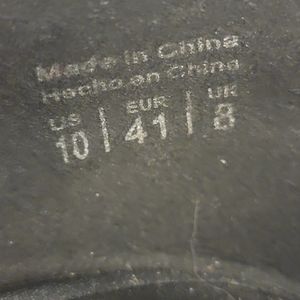 Made in China
Hecho en China
US EUR UK
10 | 41 | 8